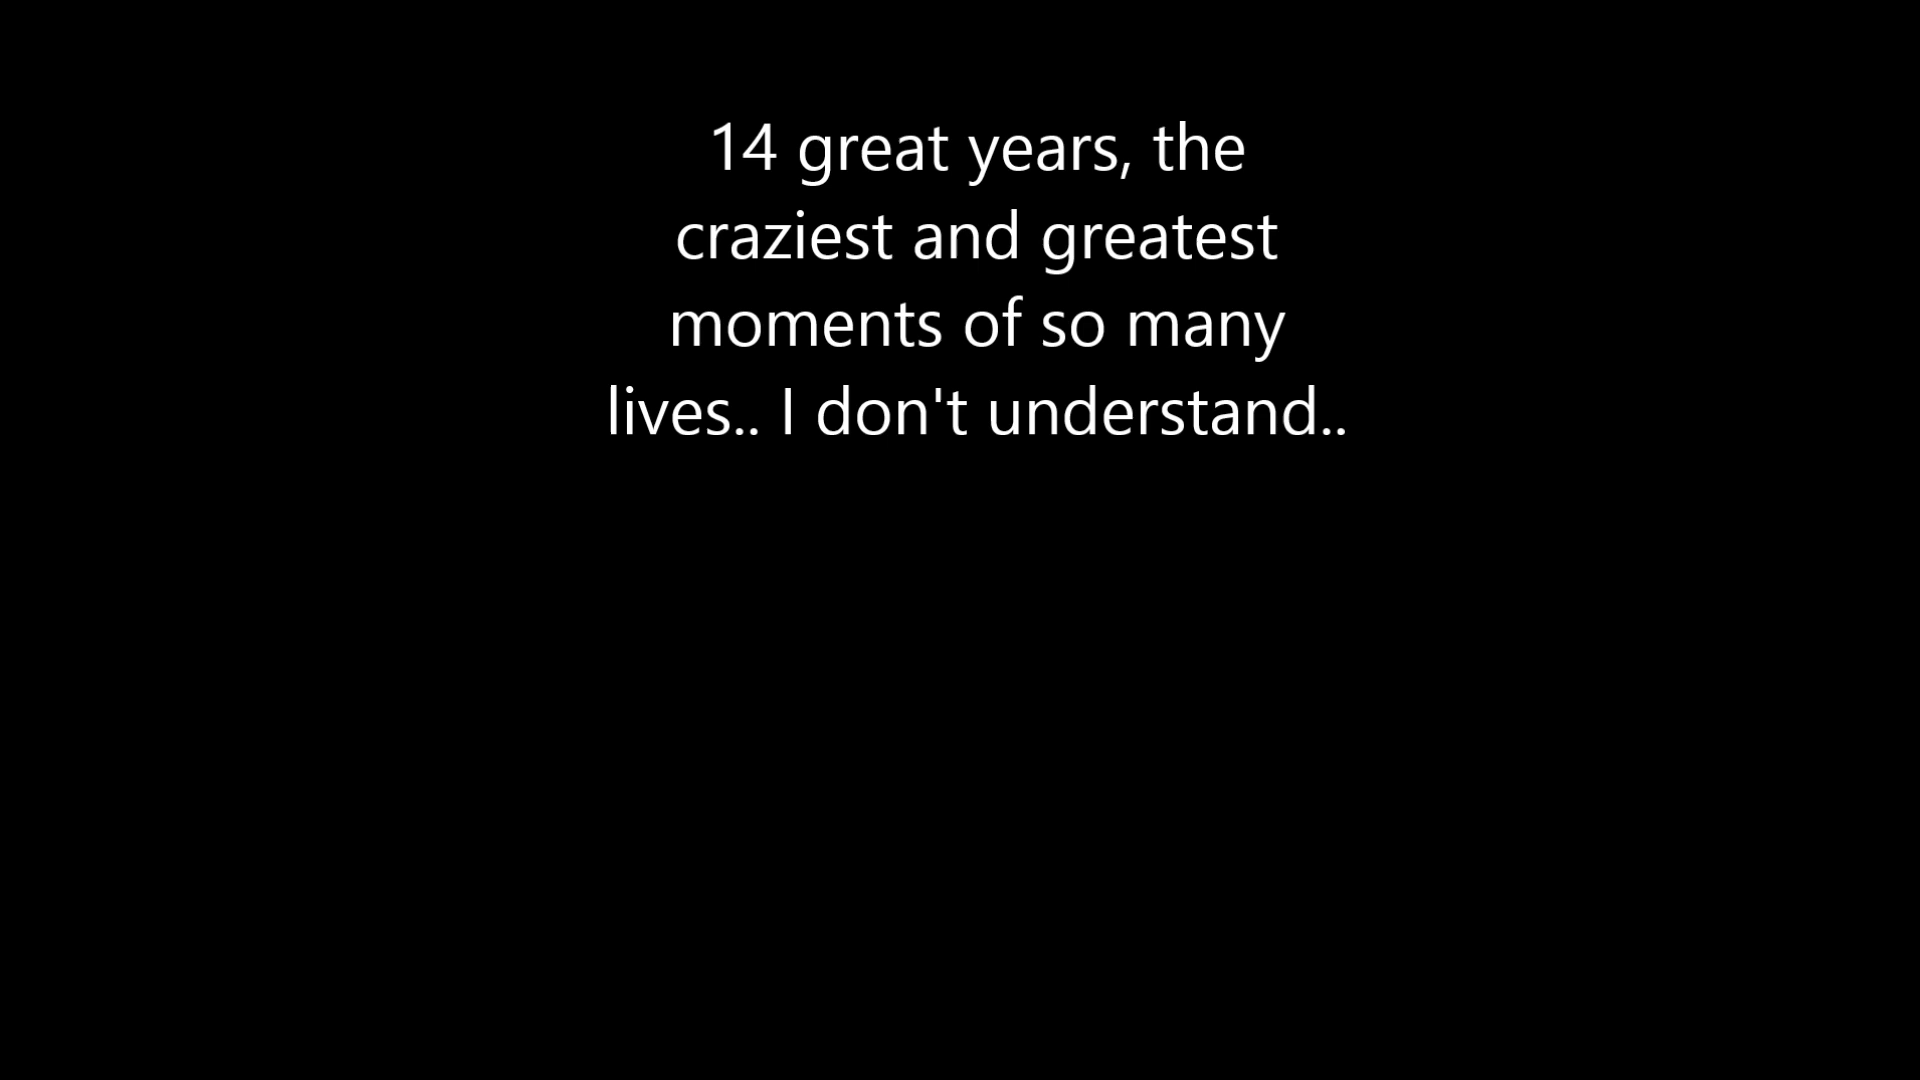 14 great years, the
craziest and greatest
moments of so many
lives.. I don't understand..